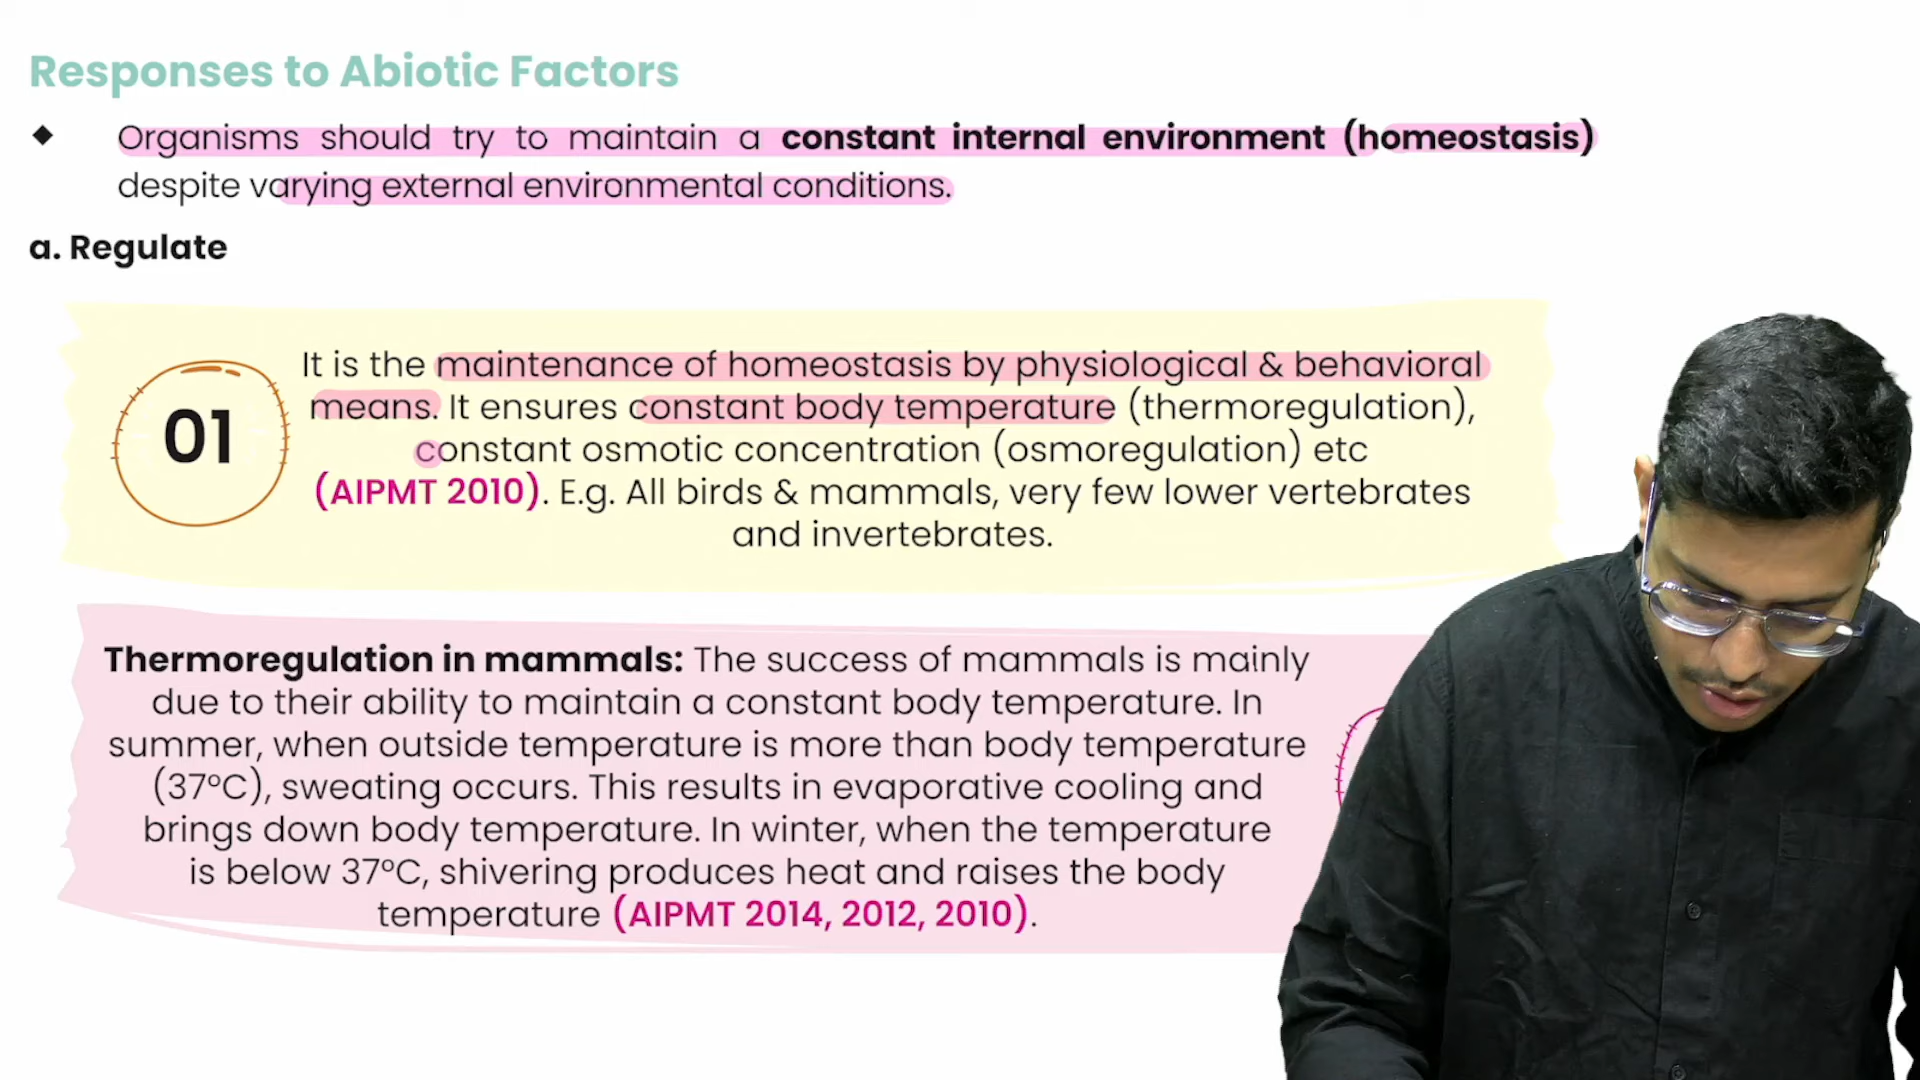 Responses to Abiotic Factors
◆ Organisms should try to maintain a constant internal environment (homeostasis)
despite varying external environmental conditions.
a. Regulate
01
It is the maintenance of homeostasis by physiological & behavioral
means. It ensures constant body temperature (thermoregulation),
constant osmotic concentration (osmoregulation) etc
(AIPMT 2010). E.g. All birds & mammals, very few lower vertebrates
and invertebrates.
Thermoregulation in mammals: The success of mammals is mainly
due to their ability to maintain a constant body temperature. In
summer, when outside temperature is more than body temperature
(37ºC), sweating occurs. This results in evaporative cooling and
brings down body temperature. In winter, when the temperature
is below 37ºC, shivering produces heat and raises the body
temperature (AIPMT 2014, 2012, 2010).